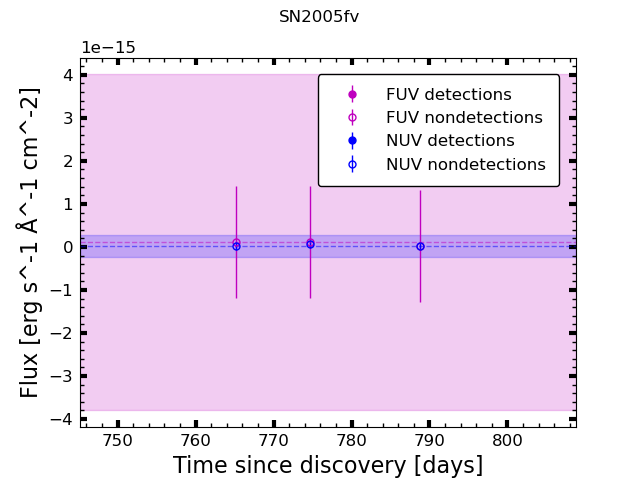 SN2005fv
1e−15
4
3
2
1
0
−1
−2
−3
−4
Flux [erg s^-1 Å^-1 cm^-2]
FUV detections
FUV nondetections
NUV detections
NUV nondetections
750 760 770 780 790 800
Time since discovery [days]